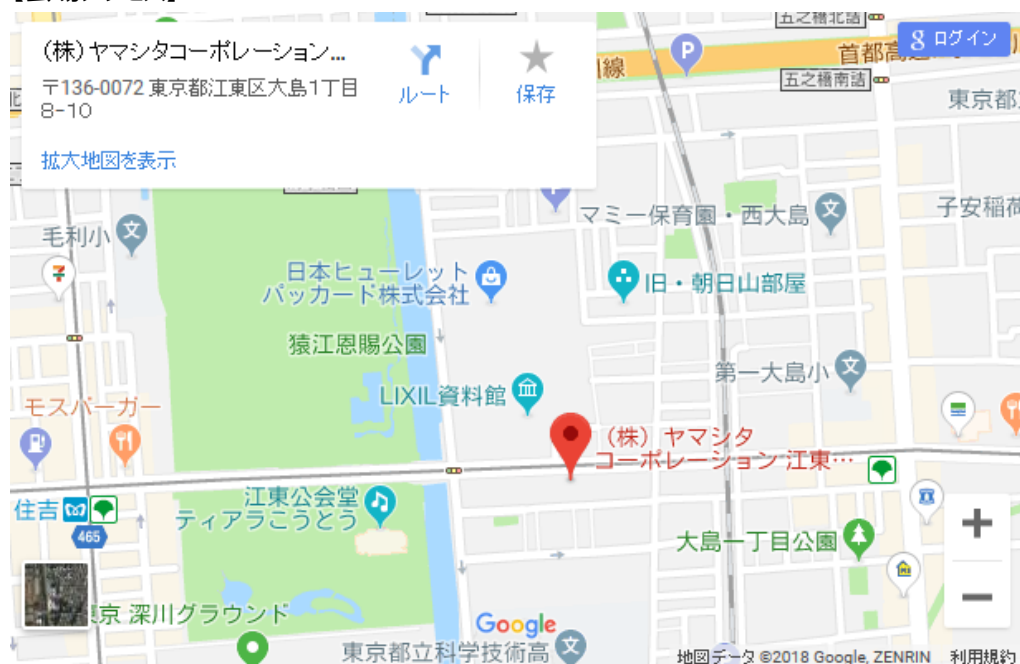 (株)ヤマシタコーポレーション...
〒136-0072 東京都江東区大島1丁目
8-10
ルート
保存
拡大地図を表示
五之橋北詰
ログイン
五之橋南詰
東京都
マミー保育園・西大島
子安稲荷
毛利小
日本ヒューレット
パッカード株式会社
旧・朝日山部屋
猿江恩賜公園
第一大島小
LIXIL資料館
モスバーガー
(株) ヤマシタ
コーポレーション 江東…
住吉
465
江東公会堂
ティアラこうとう
大島一丁目公園
深川グラウンド
Google
東京都立科学技術高
地図データ ©2018 Google, ZENRIN
利用規約